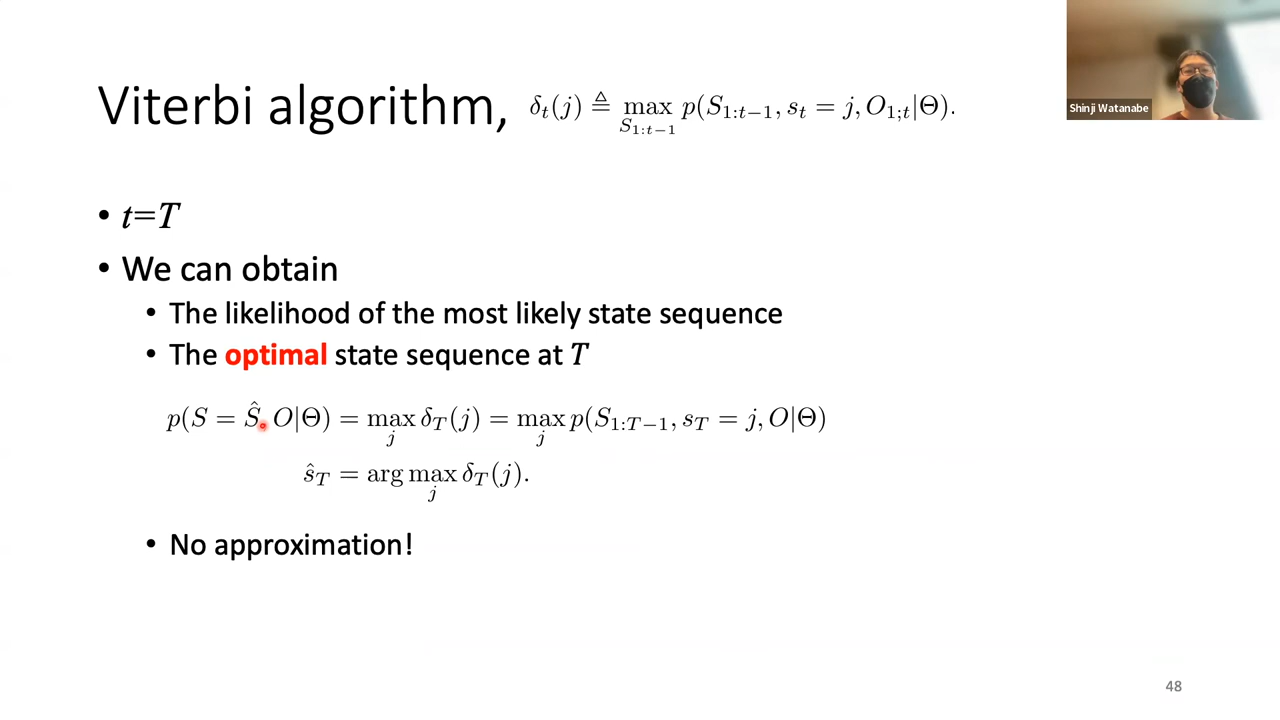 Viterbi algorithm, δ_t(j) ≜ max_{S_{1:t−1}} p(S_{1:t−1}, s_t = j, O_{1;t}|Θ).
Shinji Watanabe
• t=T
• We can obtain
• The likelihood of the most likely state sequence
• The optimal state sequence at T
p(S = Ŝ, O|Θ) = max_j δ_T(j) = max_j p(S_{1:T−1}, s_T = j, O|Θ)
ŝ_T = arg max_j δ_T(j).
• No approximation!
48